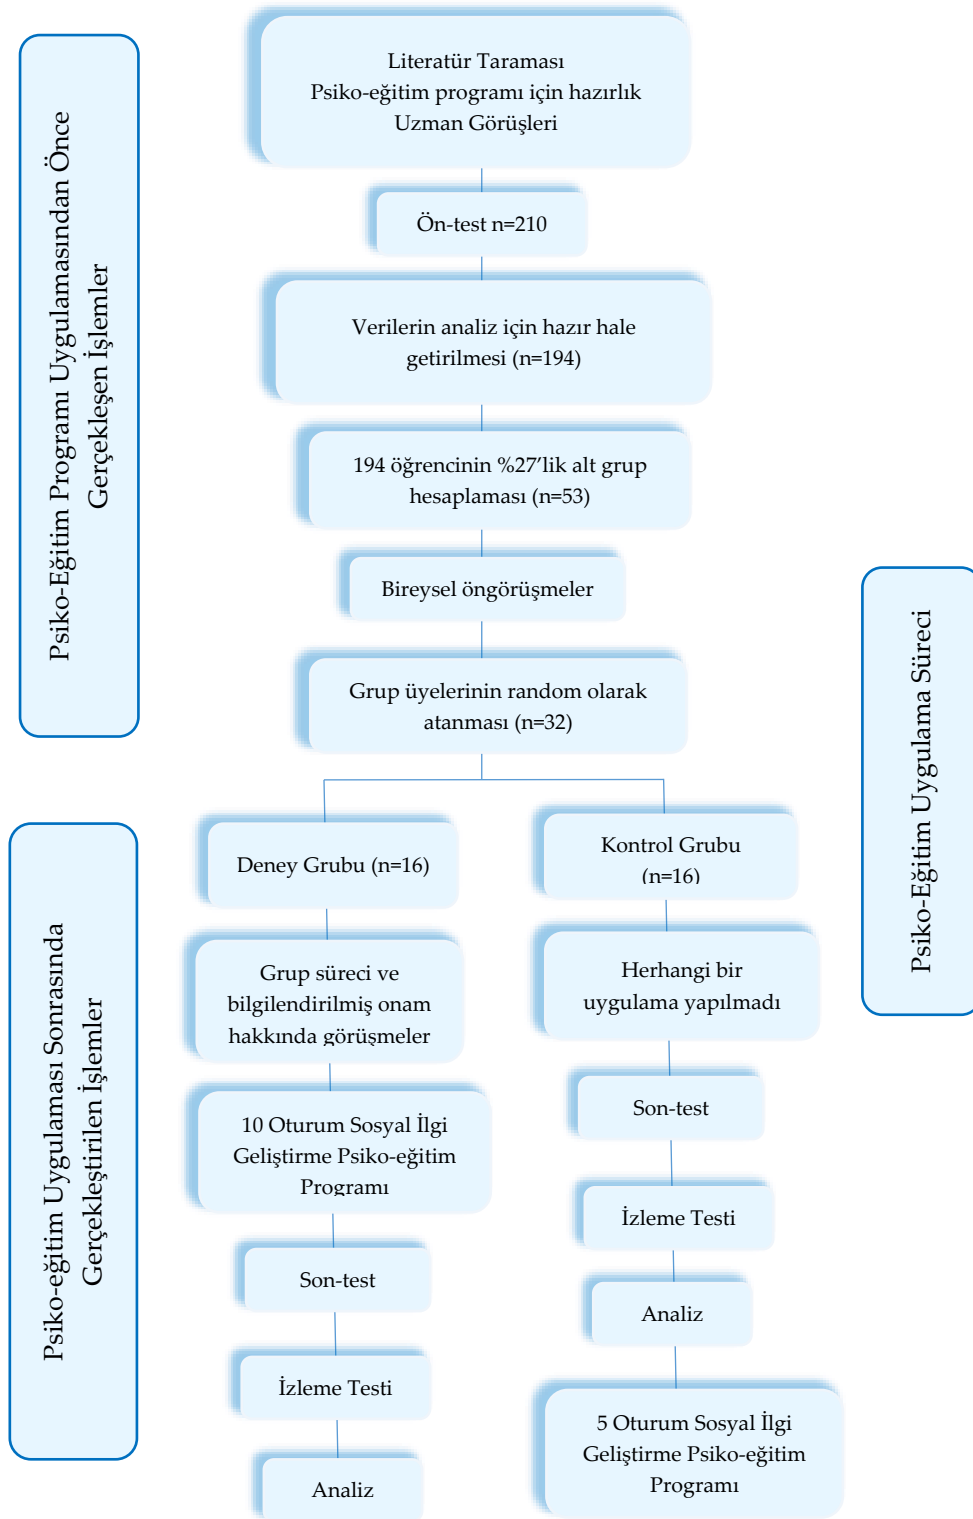 Psiko-Eğitim Programı Uygulamasından Önce
Gerçekleşen İşlemler
Literatür Taraması
Psiko-eğitim programı için hazırlık
Uzman Görüşleri
Ön-test n=210
Verilerin analiz için hazır hale
getirilmesi (n=194)
194 öğrencinin %27’lik alt grup
hesaplaması (n=53)
Bireysel öngörüşmeler
Grup üyelerinin random olarak
atanması (n=32)
Psiko-Eğitim Uygulama Süreci
Psiko-eğitim Uygulaması Sonrasında
Gerçekleştirilen İşlemler
Deney Grubu (n=16)
Grup süreci ve
bilgilendirilmiş onam
hakkında görüşmeler
10 Oturum Sosyal İlgi
Geliştirme Psiko-eğitim
Programı
Son-test
İzleme Testi
Analiz
Kontrol Grubu
(n=16)
Herhangi bir
uygulama yapılmadı
Son-test
İzleme Testi
Analiz
5 Oturum Sosyal İlgi
Geliştirme Psiko-eğitim
Programı